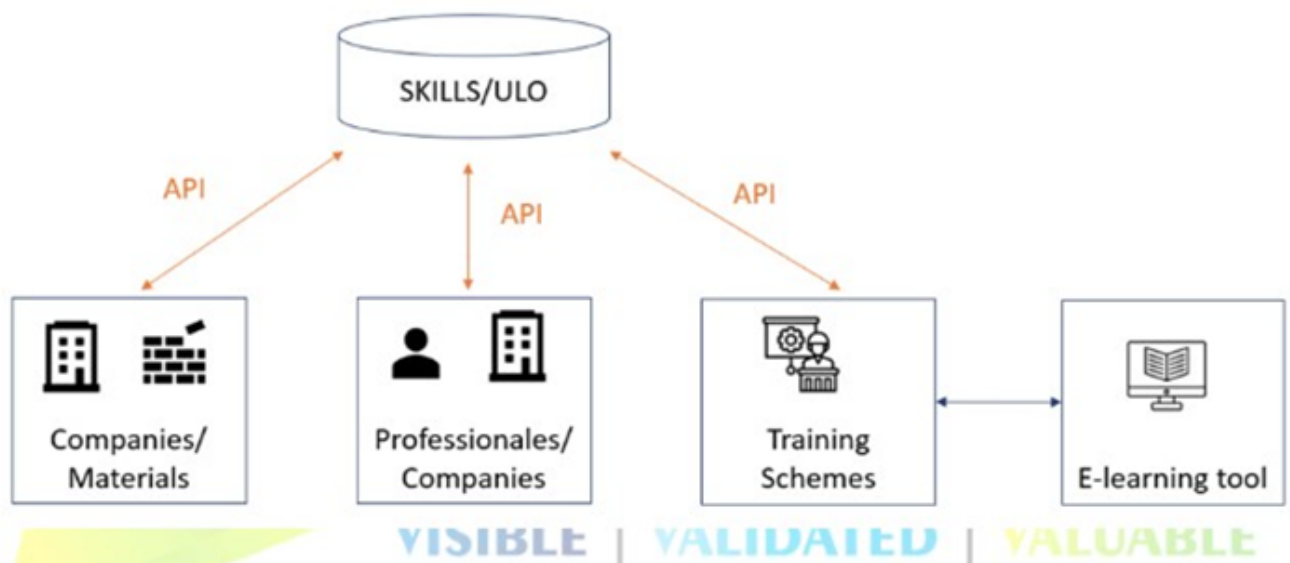 SKILLS/ULO
API
API
API
Companies/
Materials
Professionales/
Companies
Training
Schemes
E-learning tool
VISIBLE | VALIDATED | VALUABLE